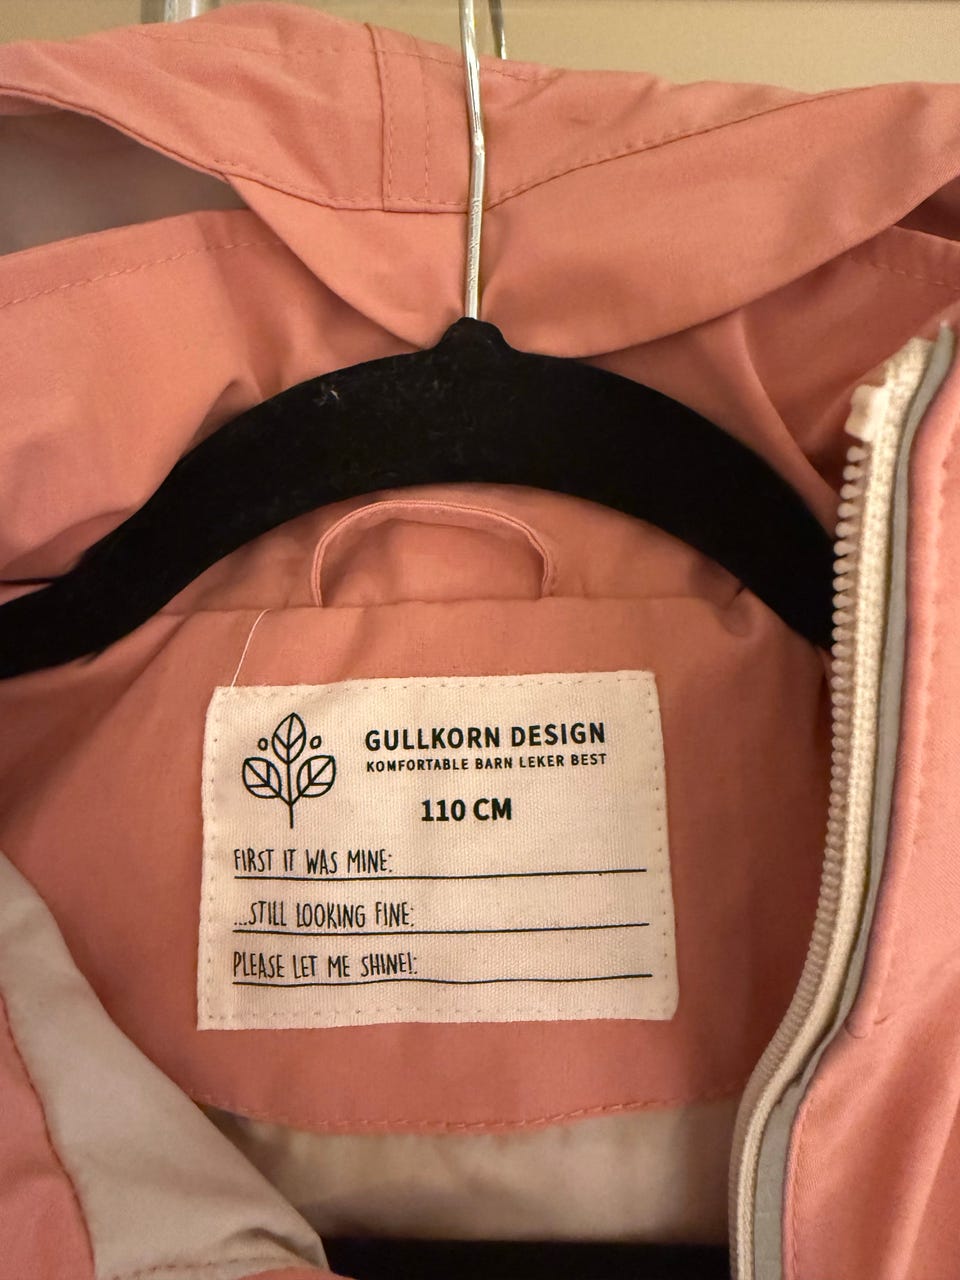 GULLKORN DESIGN
KOMFORTABLE BARN LEKER BEST
110 CM
FIRST IT WAS MINE:
...STILL LOOKING FINE:
PLEASE LET ME SHINE!: